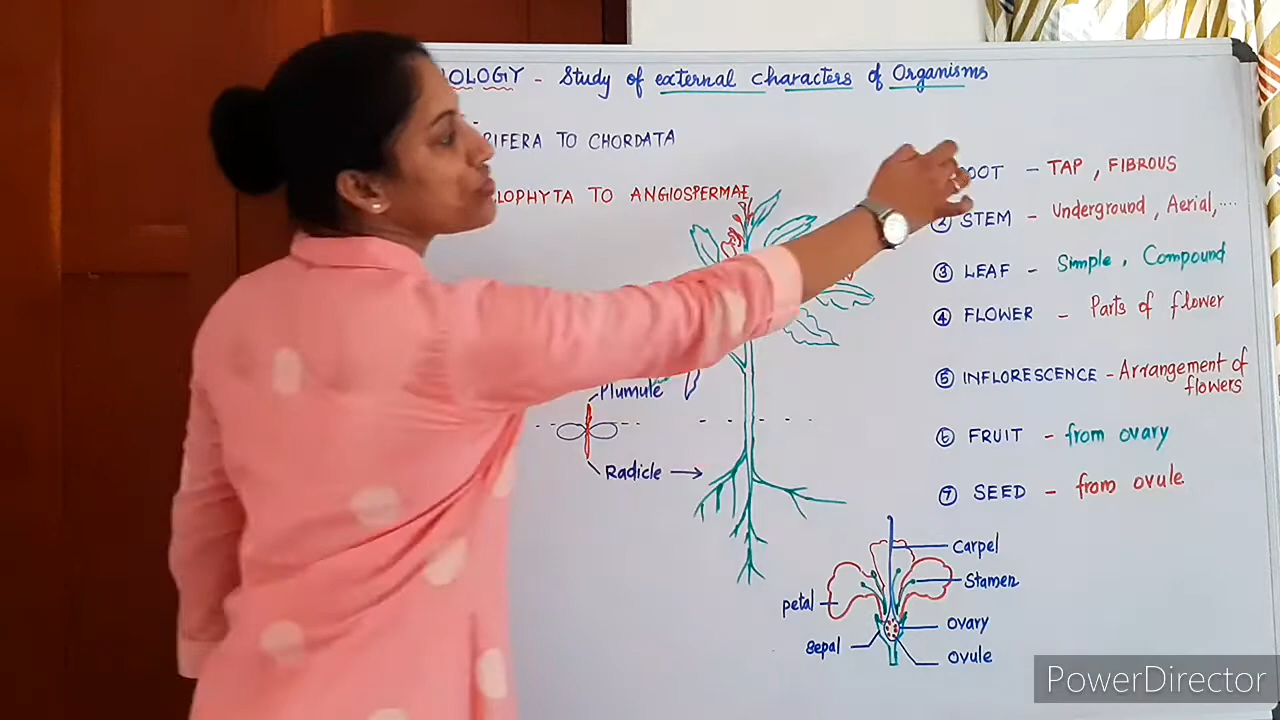 OLOGY - Study of external characters of Organisms
RIFERA TO CHORDATA
LOPHYTA TO ANGIOSPERMAE
OOT - TAP, FIBROUS
② STEM - Underground, Aerial, ....
③ LEAF - Simple, Compound
④ FLOWER - Parts of flower
⑤ INFLORESCENCE - Arrangement of
flowers
⑥ FRUIT - from ovary
⑦ SEED - from ovule
Plumule
Radicle
Carpel
Stamen
petal
Ovary
Sepal
Ovule
PowerDirector